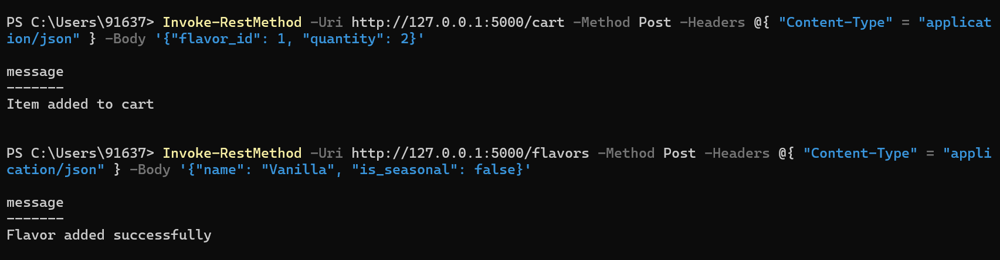 PS C:\Users\91637> Invoke-RestMethod -Uri http://127.0.0.1:5000/cart -Method Post -Headers @{ "Content-Type" = "applicat
ion/json" } -Body '{"flavor_id": 1, "quantity": 2}'
message
-------
Item added to cart
PS C:\Users\91637> Invoke-RestMethod -Uri http://127.0.0.1:5000/flavors -Method Post -Headers @{ "Content-Type" = "appli
cation/json" } -Body '{"name": "Vanilla", "is_seasonal": false}'
message
-------
Flavor added successfully